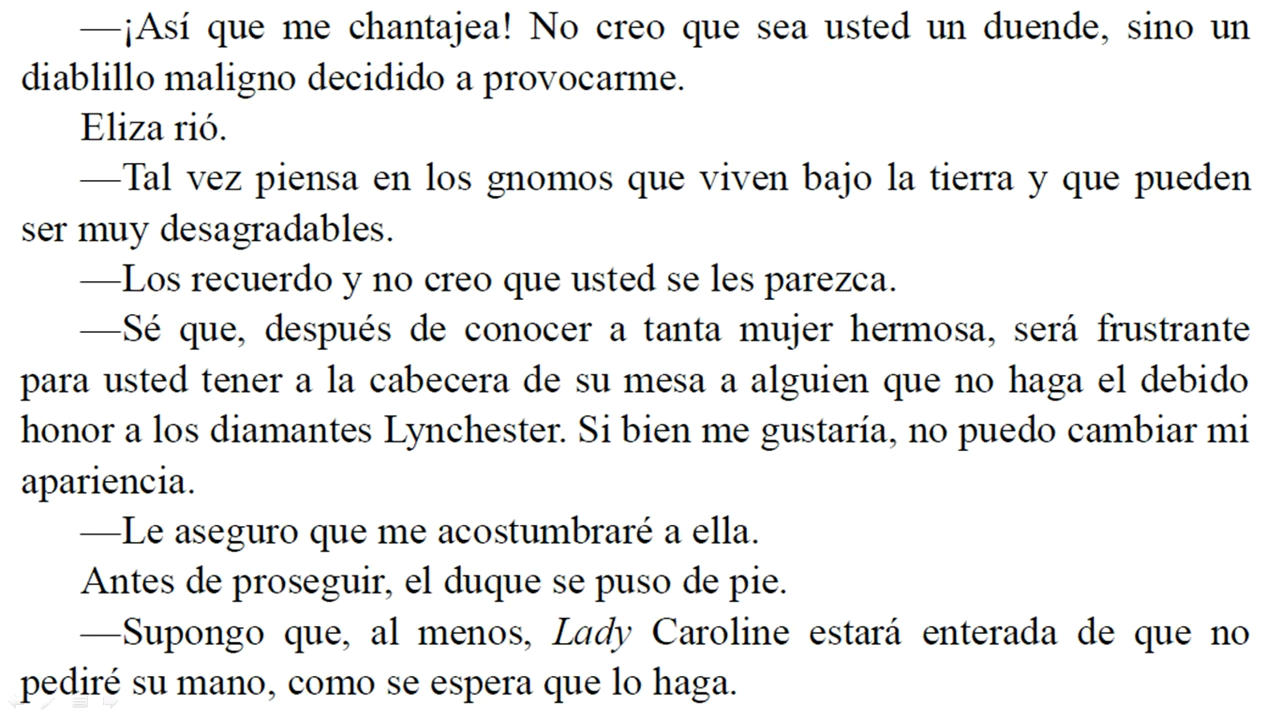 —¡Así que me chantajea! No creo que sea usted un duende, sino un
diablillo maligno decidido a provocarme.
Eliza rió.
—Tal vez piensa en los gnomos que viven bajo la tierra y que pueden
ser muy desagradables.
—Los recuerdo y no creo que usted se les parezca.
—Sé que, después de conocer a tanta mujer hermosa, será frustrante
para usted tener a la cabecera de su mesa a alguien que no haga el debido
honor a los diamantes Lynchester. Si bien me gustaría, no puedo cambiar mi
apariencia.
—Le aseguro que me acostumbraré a ella.
Antes de proseguir, el duque se puso de pie.
—Supongo que, al menos, Lady Caroline estará enterada de que no
pediré su mano, como se espera que lo haga.